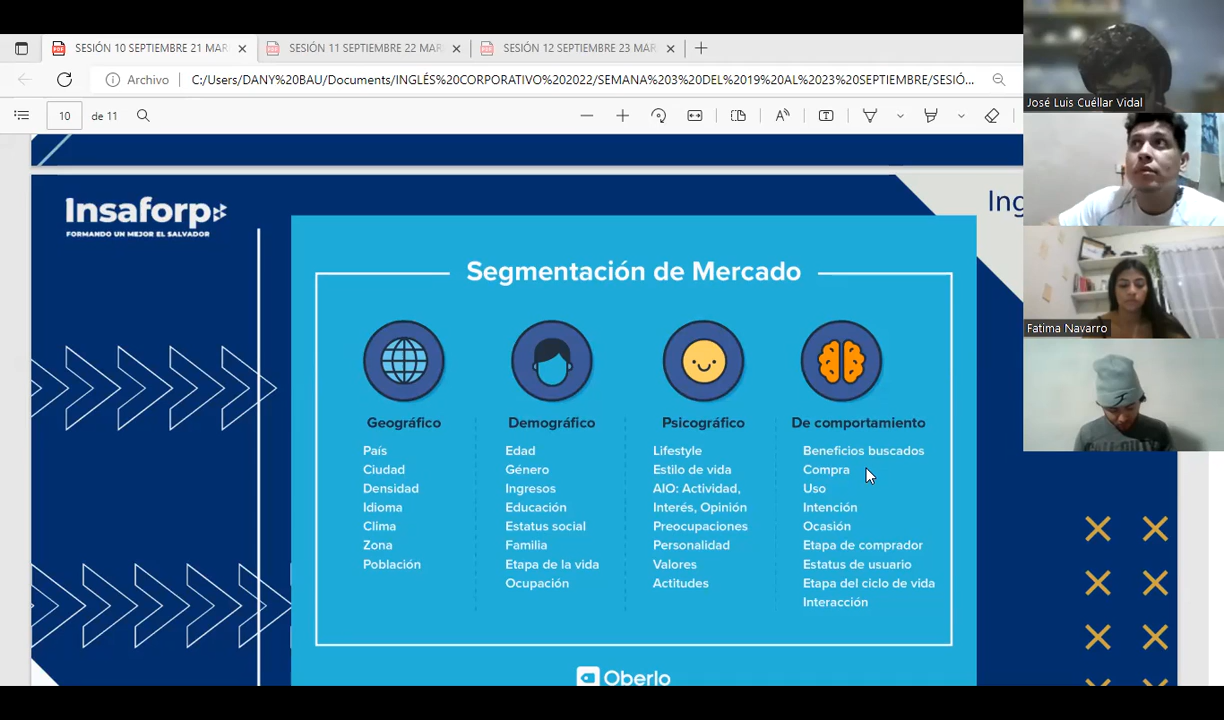 SESIÓN 10 SEPTIEMBRE 21 MAR
SESIÓN 11 SEPTIEMBRE 22 MAR
SESIÓN 12 SEPTIEMBRE 23 MAR
Archivo
C:/Users/DANY%20BAU/Documents/INGLÉS%20CORPORATIVO%202022/SEMANA%203%20DEL%2019%20AL%2023%20SEPTIEMBRE/SESIÓ...
10
de 11
José Luis Cuéllar Vidal
Fatima Navarro
Insaforp
FORMANDO UN MEJOR EL SALVADOR
Ing
Segmentación de Mercado
Geográfico
País
Ciudad
Densidad
Idioma
Clima
Zona
Población
Demográfico
Edad
Género
Ingresos
Educación
Estatus social
Familia
Etapa de la vida
Ocupación
Psicográfico
Lifestyle
Estilo de vida
AIO: Actividad,
Interés, Opinión
Preocupaciones
Personalidad
Valores
Actitudes
De comportamiento
Beneficios buscados
Compra
Uso
Intención
Ocasión
Etapa de comprador
Estatus de usuario
Etapa del ciclo de vida
Interacción
Oberlo